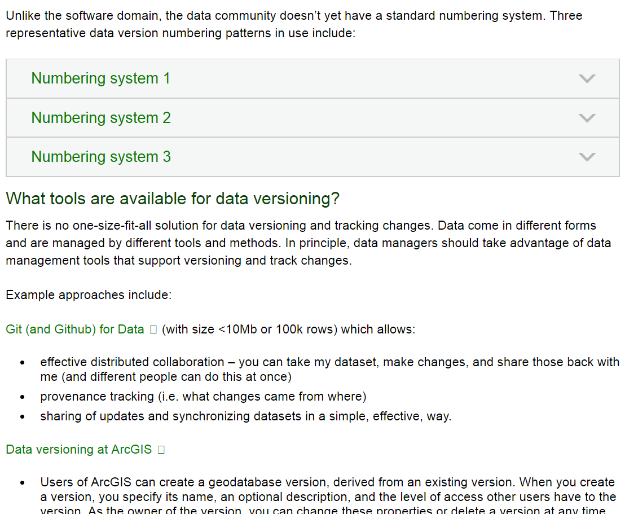 Unlike the software domain, the data community doesn't yet have a standard numbering system. Three
representative data version numbering patterns in use include:
Numbering system 1
Numbering system 2
Numbering system 3
What tools are available for data versioning?
There is no one-size-fit-all solution for data versioning and tracking changes. Data come in different forms
and are managed by different tools and methods. In principle, data managers should take advantage of data
management tools that support versioning and track changes.
Example approaches include:
Git (and Github) for Data (with size <10Mb or 100k rows) which allows:
• effective distributed collaboration – you can take my dataset, make changes, and share those back with
me (and different people can do this at once)
• provenance tracking (i.e. what changes came from where)
• sharing of updates and synchronizing datasets in a simple, effective, way.
Data versioning at ArcGIS
• Users of ArcGIS can create a geodatabase version, derived from an existing version. When you create
a version, you specify its name, an optional description, and the level of access other users have to the
version. As the owner of the version, you can change these properties or delete a version at any time